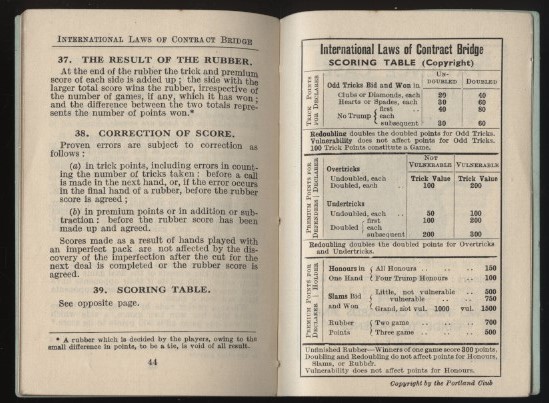 International Laws of Contract Bridge
37. THE RESULT OF THE RUBBER.
At the end of the rubber the trick and premium
score of each side is added up; the side with the
larger total score wins the rubber, irrespective of
the number of games, if any, which it has won;
and the difference between the two totals repre-
sents the number of points won.*
38. CORRECTION OF SCORE.
Proven errors are subject to correction as
follows:
(a) in trick points, including errors in count-
ing the number of tricks taken: before a call
is made in the next hand, or, if the error occurs
in the final hand of a rubber, before the rubber
score is agreed;
(b) in premium points or in addition or sub-
traction: before the rubber score has been
made up and agreed.
Scores made as a result of hands played with
an imperfect pack are not affected by the dis-
covery of the imperfection after the cut for the
next deal is completed or the rubber score is
agreed.
39. SCORING TABLE.
See opposite page.
* A rubber which is decided by the players, owing to the
small difference in points, to be a tie, is void of all result.
44
International Laws of Contract Bridge
SCORING TABLE (Copyright)
Trick Points for Declarer
Un-
doubled Doubled
Odd Tricks Bid and Won in
Clubs or Diamonds, each 20 40
Hearts or Spades, each 30 60
No Trump { first .. 40 80
each
subsequent 30 60
Redoubling doubles the doubled points for Odd Tricks.
Vulnerability does not affect points for Odd Tricks.
100 Trick Points constitute a Game.
Premium Points for Defenders | Declarer
Not
Vulnerable Vulnerable
Overtricks
Undoubled, each Trick Value Trick Value
Doubled, each .. 100 200
Undertricks
Undoubled, each .. 50 100
Doubled { first 100 200
each
subsequent 200 300
Redoubling doubles the doubled points for Overtricks
and Undertricks.
Premium Points for Declarer | Honours
Honours in { All Honours .. .. .. 150
One Hand { Four Trump Honours .. .. 100
Slams Bid
and Won
Little, not vulnerable .. 500
vulnerable .. .. 750
Grand, not vul. 1000 vul. 1500
Rubber { Two game .. .. .. 700
Points { Three game .. .. .. 500
Unfinished Rubber—Winners of one game score 300 points.
Doubling and Redoubling do not affect points for Honours,
Slams, or Rubber.
Vulnerability does not affect points for Honours.
Copyright by the Portland Club